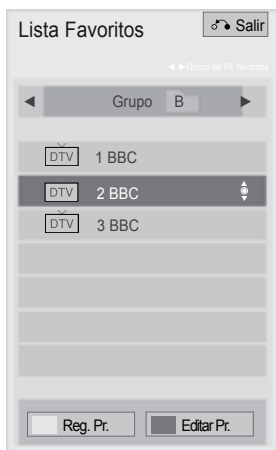 Lista Favoritos
Salir
Grupo de Pr. favoritos
Grupo B
DTV 1 BBC
DTV 2 BBC
DTV 3 BBC
Reg. Pr. Editar Pr.